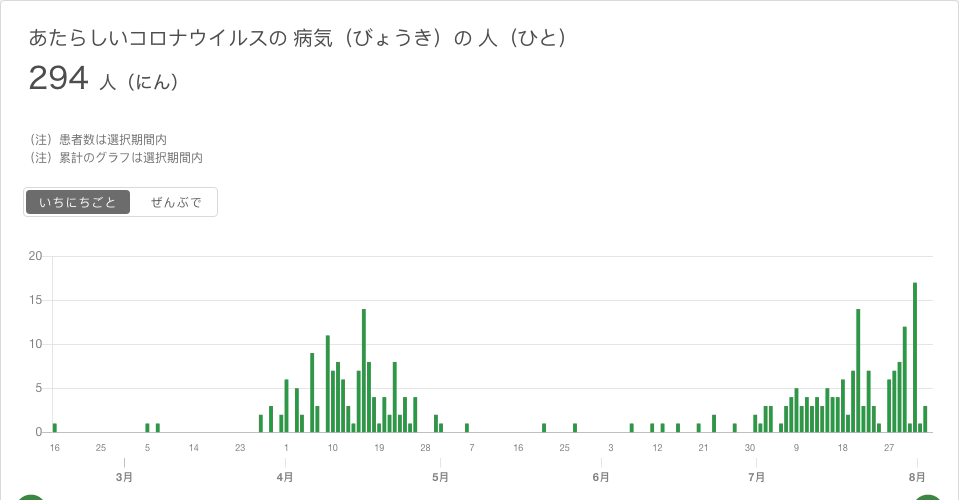 あたらしいコロナウイルスの 病気（びょうき）の 人（ひと）
294 人（にん）
（注）患者数は選択期間内
（注）累計のグラフは選択期間内
いちにちごと ぜんぶで
20
15
10
5
0
16 25 5 14 23 1 10 19 28 7 16 25 3 12 21 30 9 18 27
3月 4月 5月 6月 7月 8月